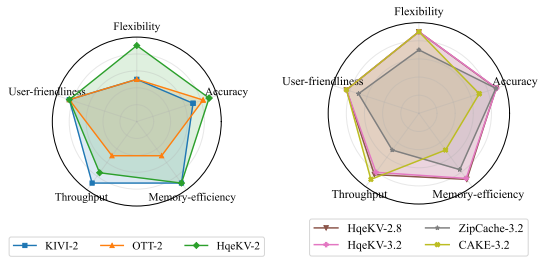 Flexibility
User-friendliness
Accuracy
Throughput
Memory-efficiency
KIVI-2
OTT-2
HqeKV-2
Flexibility
User-friendliness
Accuracy
Throughput
Memory-efficiency
HqeKV-2.8
ZipCache-3.2
HqeKV-3.2
CAKE-3.2